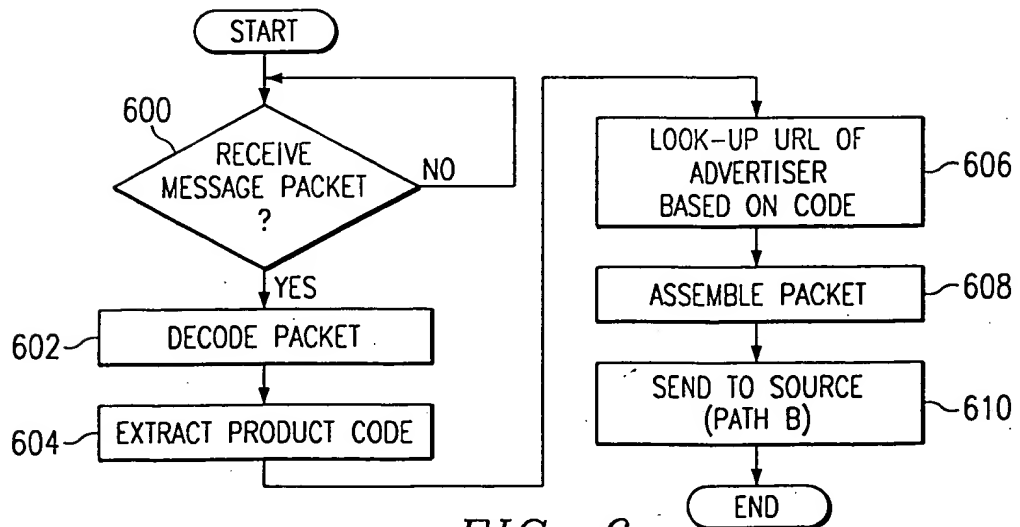 START
600
RECEIVE
MESSAGE PACKET
?
NO
YES
602
DECODE PACKET
604
EXTRACT PRODUCT CODE
LOOK-UP URL OF
ADVERTISER
BASED ON CODE
606
ASSEMBLE PACKET
608
SEND TO SOURCE
(PATH B)
610
END